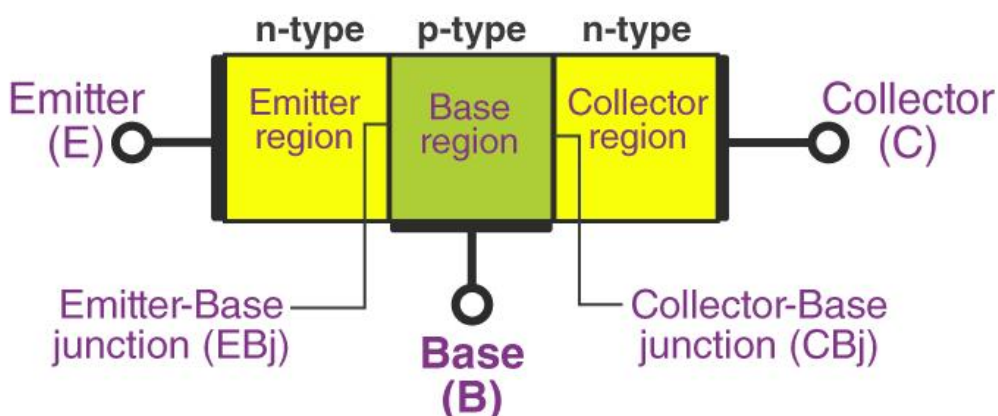 n-type p-type n-type
Emitter
(E)
Emitter
region
Base
region
Collector
region
Collector
(C)
Emitter-Base
junction (EBj)
Base
(B)
Collector-Base
junction (CBj)